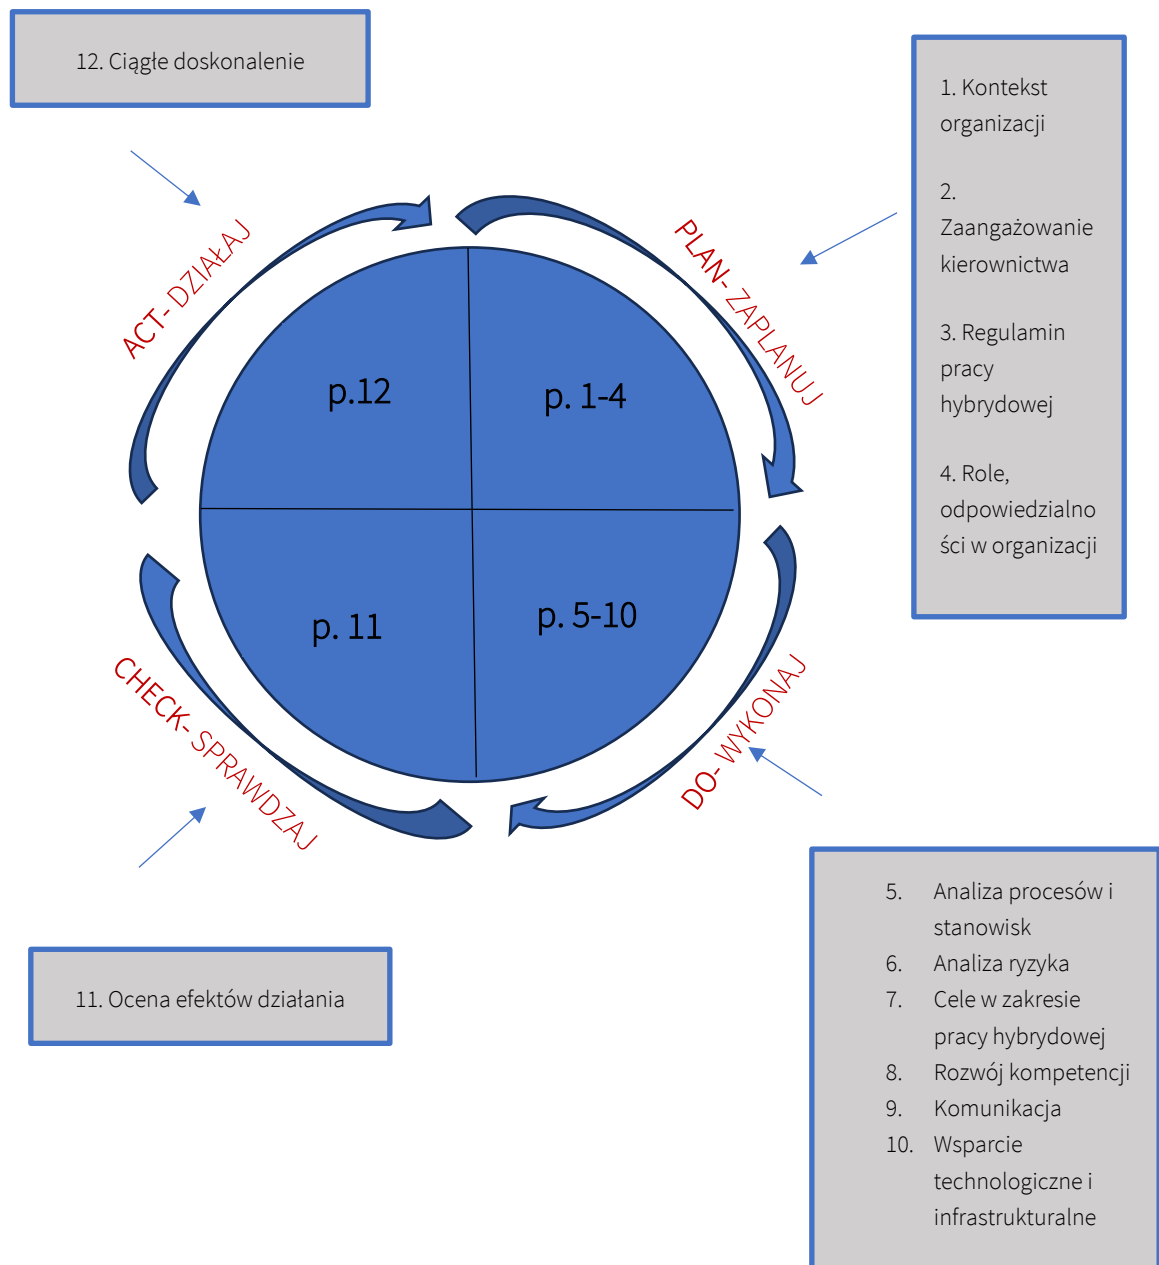 12. Ciągłe doskonalenie
1. Kontekst
organizacji
2.
Zaangażowanie
kierownictwa
3. Regulamin
pracy
hybrydowej
4. Role,
odpowiedzialno
ści w organizacji
ACT- DZIAŁAJ
PLAN- ZAPLANUJ
p.12
p. 1-4
p. 11
p. 5-10
CHECK- SPRAWDZAJ
DO- WYKONAJ
11. Ocena efektów działania
5. Analiza procesów i
stanowisk
6. Analiza ryzyka
7. Cele w zakresie
pracy hybrydowej
8. Rozwój kompetencji
9. Komunikacja
10. Wsparcie
technologiczne i
infrastrukturalne